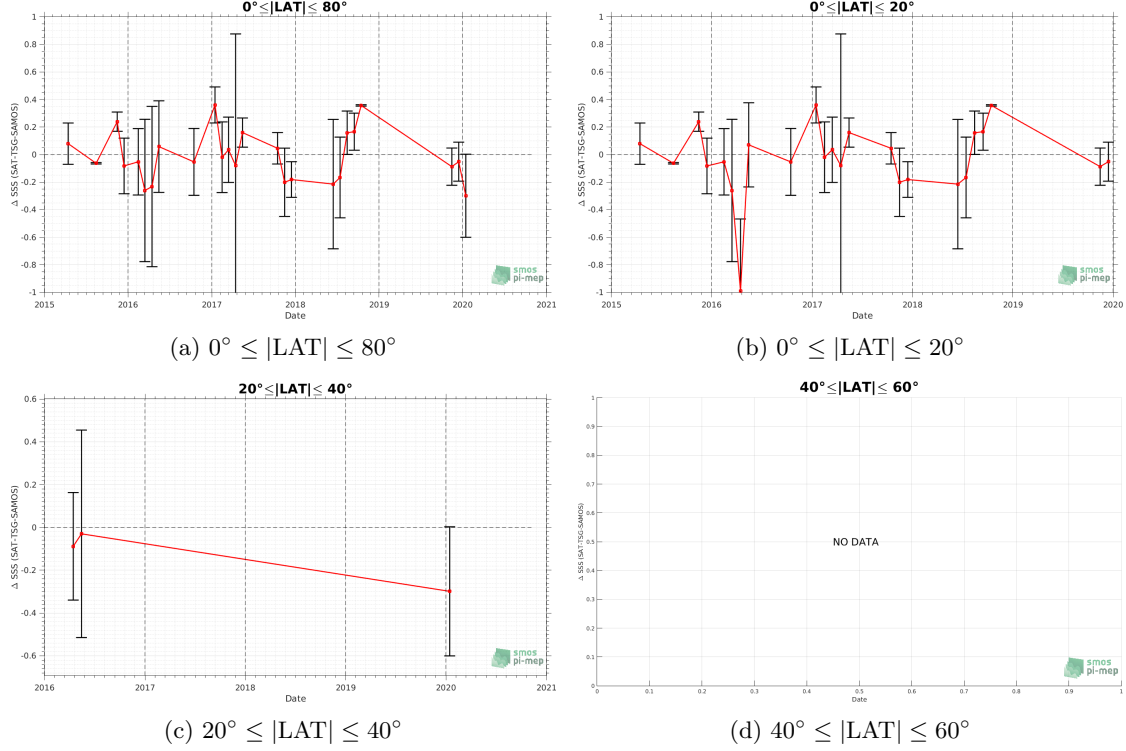 0°≤|LAT|≤ 80°
Δ SSS (SAT-TSG-SAMOS)
1
0.8
0.6
0.4
0.2
0
-0.2
-0.4
-0.6
-0.8
-1
2015 2016 2017 2018 2019 2020 2021
Date
smos
pi-mep
(a) 0° ≤ |LAT| ≤ 80°
0°≤|LAT|≤ 20°
Δ SSS (SAT-TSG-SAMOS)
1
0.8
0.6
0.4
0.2
0
-0.2
-0.4
-0.6
-0.8
-1
2015 2016 2017 2018 2019 2020
Date
smos
pi-mep
(b) 0° ≤ |LAT| ≤ 20°
20°≤|LAT|≤ 40°
Δ SSS (SAT-TSG-SAMOS)
0.6
0.4
0.2
0
-0.2
-0.4
-0.6
2016 2017 2018 2019 2020 2021
Date
smos
pi-mep
(c) 20° ≤ |LAT| ≤ 40°
40°≤|LAT|≤ 60°
Δ SSS (SAT-TSG-SAMOS)
1
0.9
0.8
0.7
0.6
0.5
0.4
0.3
0.2
0.1
0
NO DATA
0 0.1 0.2 0.3 0.4 0.5 0.6 0.7 0.8 0.9 1
Date
smos
pi-mep
(d) 40° ≤ |LAT| ≤ 60°